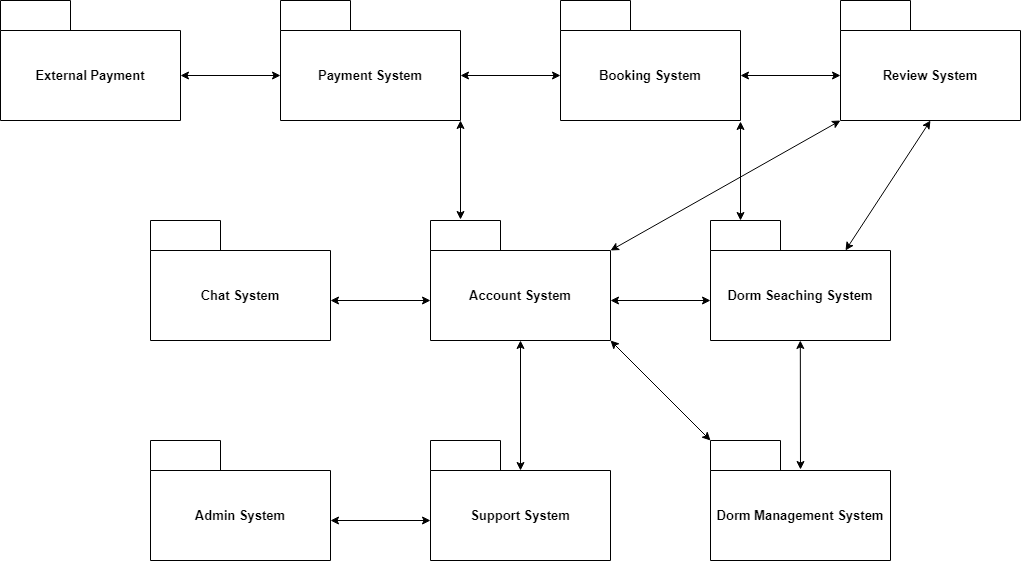 External Payment
Payment System
Booking System
Review System
Chat System
Account System
Dorm Seaching System
Admin System
Support System
Dorm Management System